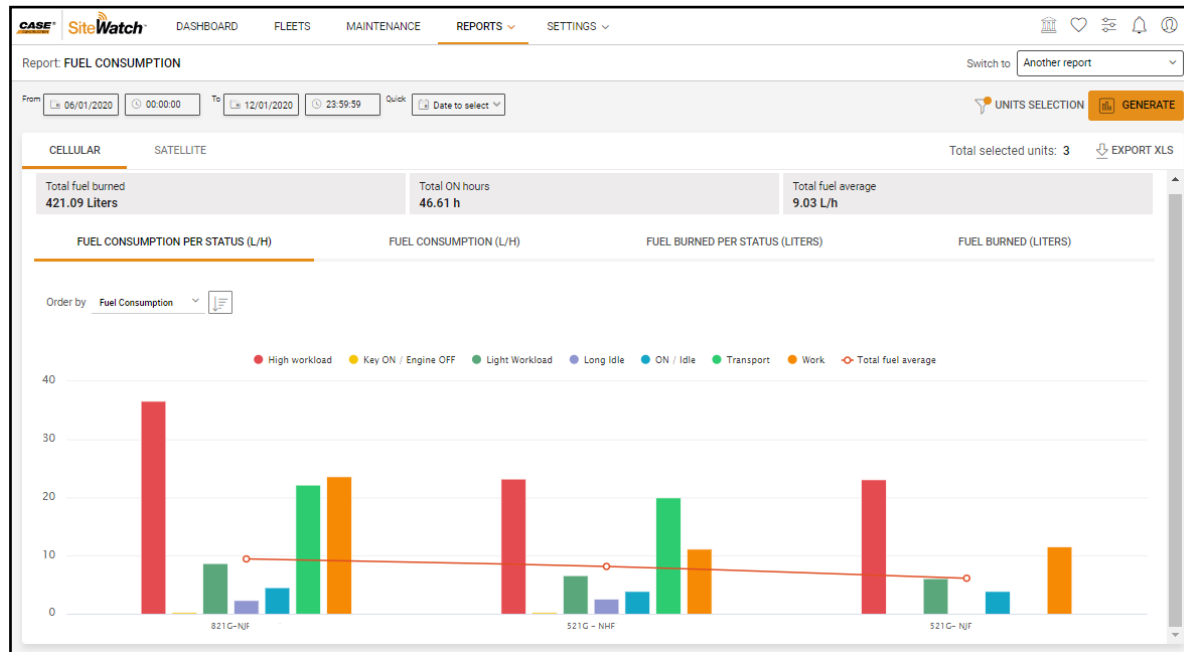 CASE SiteWatch DASHBOARD FLEETS MAINTENANCE REPORTS SETTINGS
Report: FUEL CONSUMPTION Switch to Another report
From 06/01/2020 00:00:00 To 12/01/2020 23:59:59 Quick Date to select UNITS SELECTION GENERATE
CELLULAR SATELLITE Total selected units: 3 EXPORT XLS
Total fuel burned Total ON hours Total fuel average
421.09 Liters 46.61 h 9.03 L/h
FUEL CONSUMPTION PER STATUS (L/H) FUEL CONSUMPTION (L/H) FUEL BURNED PER STATUS (LITERS) FUEL BURNED (LITERS)
Order by Fuel Consumption
High workload Key ON / Engine OFF Light Workload Long Idle ON / Idle Transport Work Total fuel average
40
30
20
10
0
821G-NJF 521G - NHF 521G- NJF